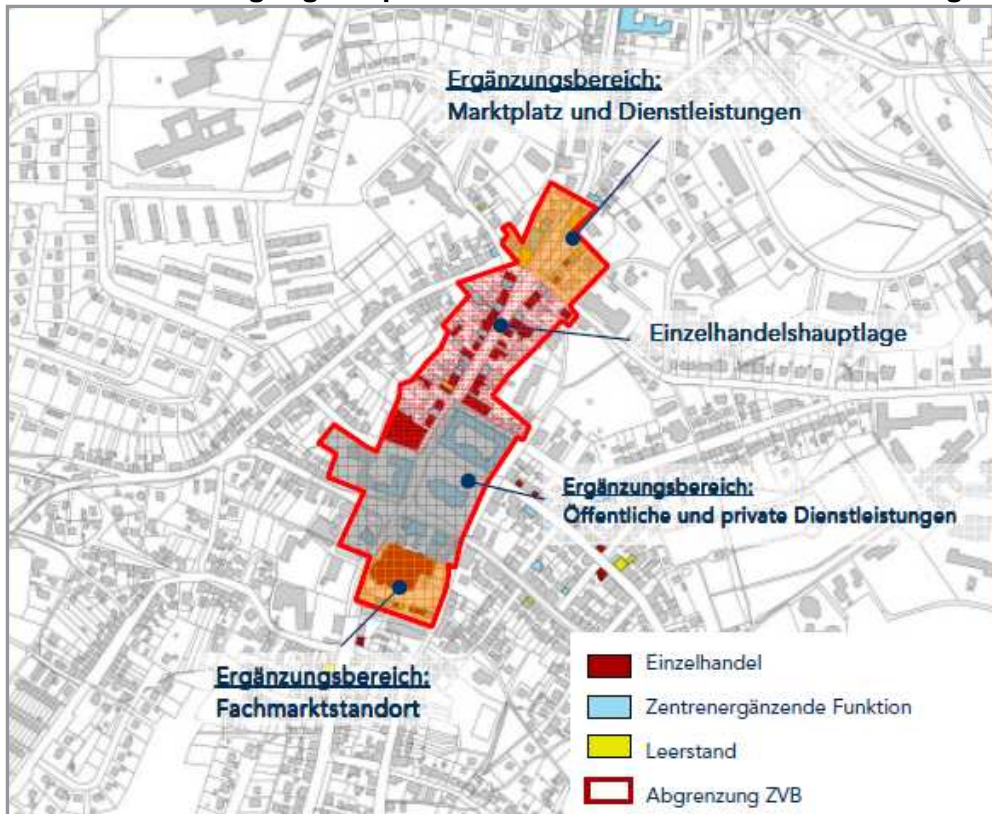 Ergänzungsbereich:
Marktplatz und Dienstleistungen
Einzelhandelshauptlage
Ergänzungsbereich:
Öffentliche und private Dienstleistungen
Ergänzungsbereich:
Fachmarktstandort
Einzelhandel
Zentrenergänzende Funktion
Leerstand
Abgrenzung ZVB